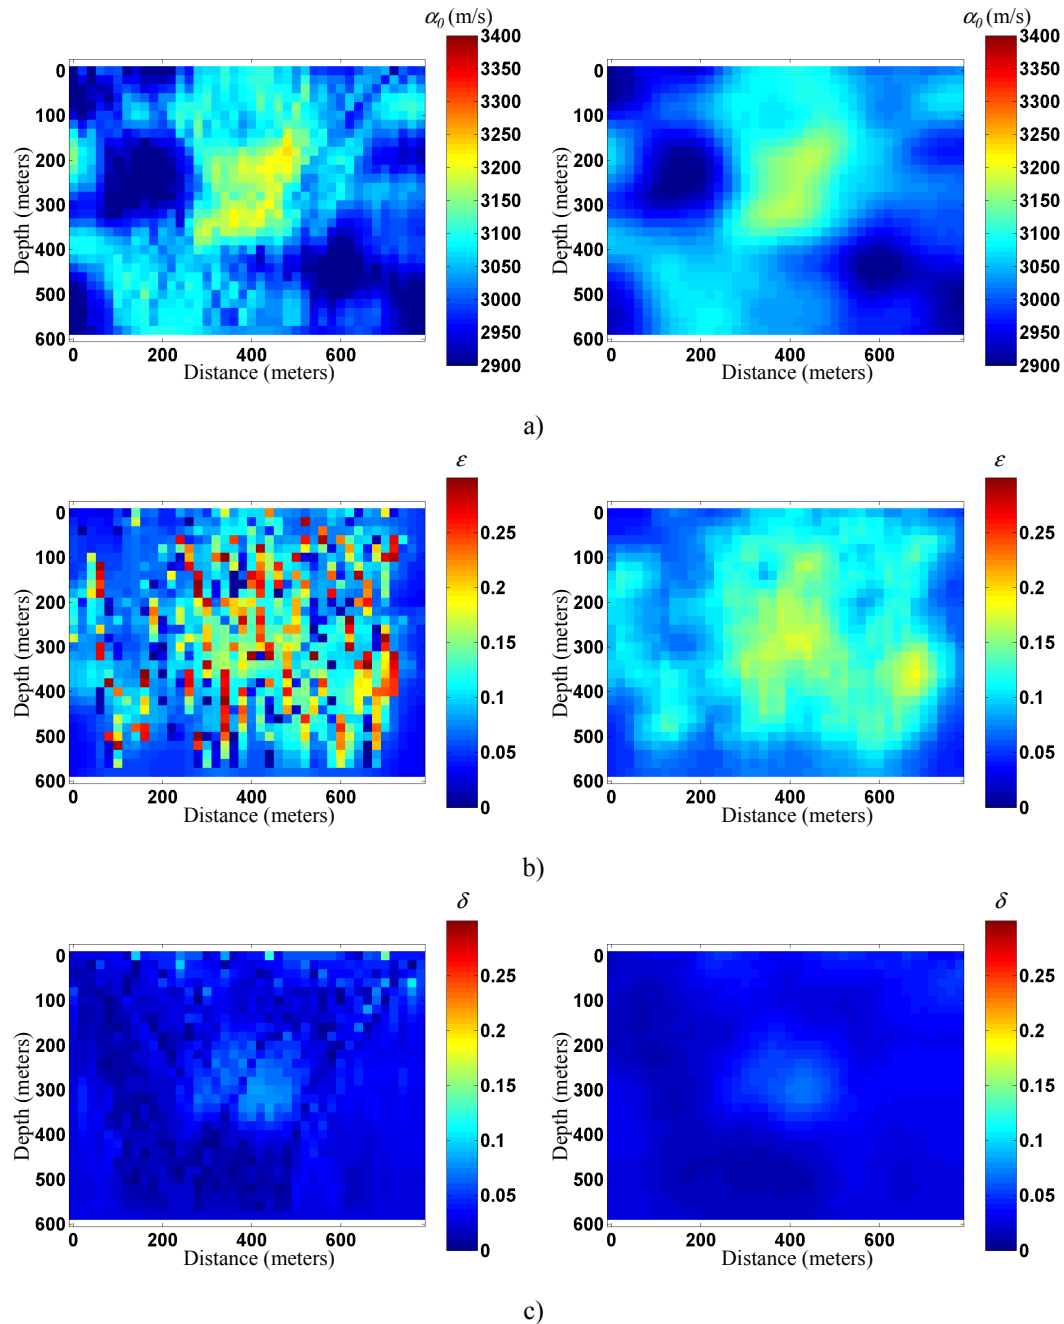 α₀ (m/s) α₀ (m/s)
3400 3400
0 3350 0 3350
3300 3300
100 3250 100 3250
200 3200 200 3200
3150 3150
300 3100 300 3100
400 3050 400 3050
500 3000 500 3000
2950 2950
600 2900 600 2900
Depth (meters) Depth (meters)
0 200 400 600 0 200 400 600
Distance (meters) Distance (meters)
a)
ε ε
0 0.25 0 0.25
100 0.2 100 0.2
200 200
300 0.15 300 0.15
400 0.1 400 0.1
500 0.05 500 0.05
600 0 600 0
Depth (meters) Depth (meters)
0 200 400 600 0 200 400 600
Distance (meters) Distance (meters)
b)
δ δ
0 0.25 0 0.25
100 0.2 100 0.2
200 200
300 0.15 300 0.15
400 0.1 400 0.1
500 0.05 500 0.05
600 0 600 0
Depth (meters) Depth (meters)
0 200 400 600 0 200 400 600
Distance (meters) Distance (meters)
c)